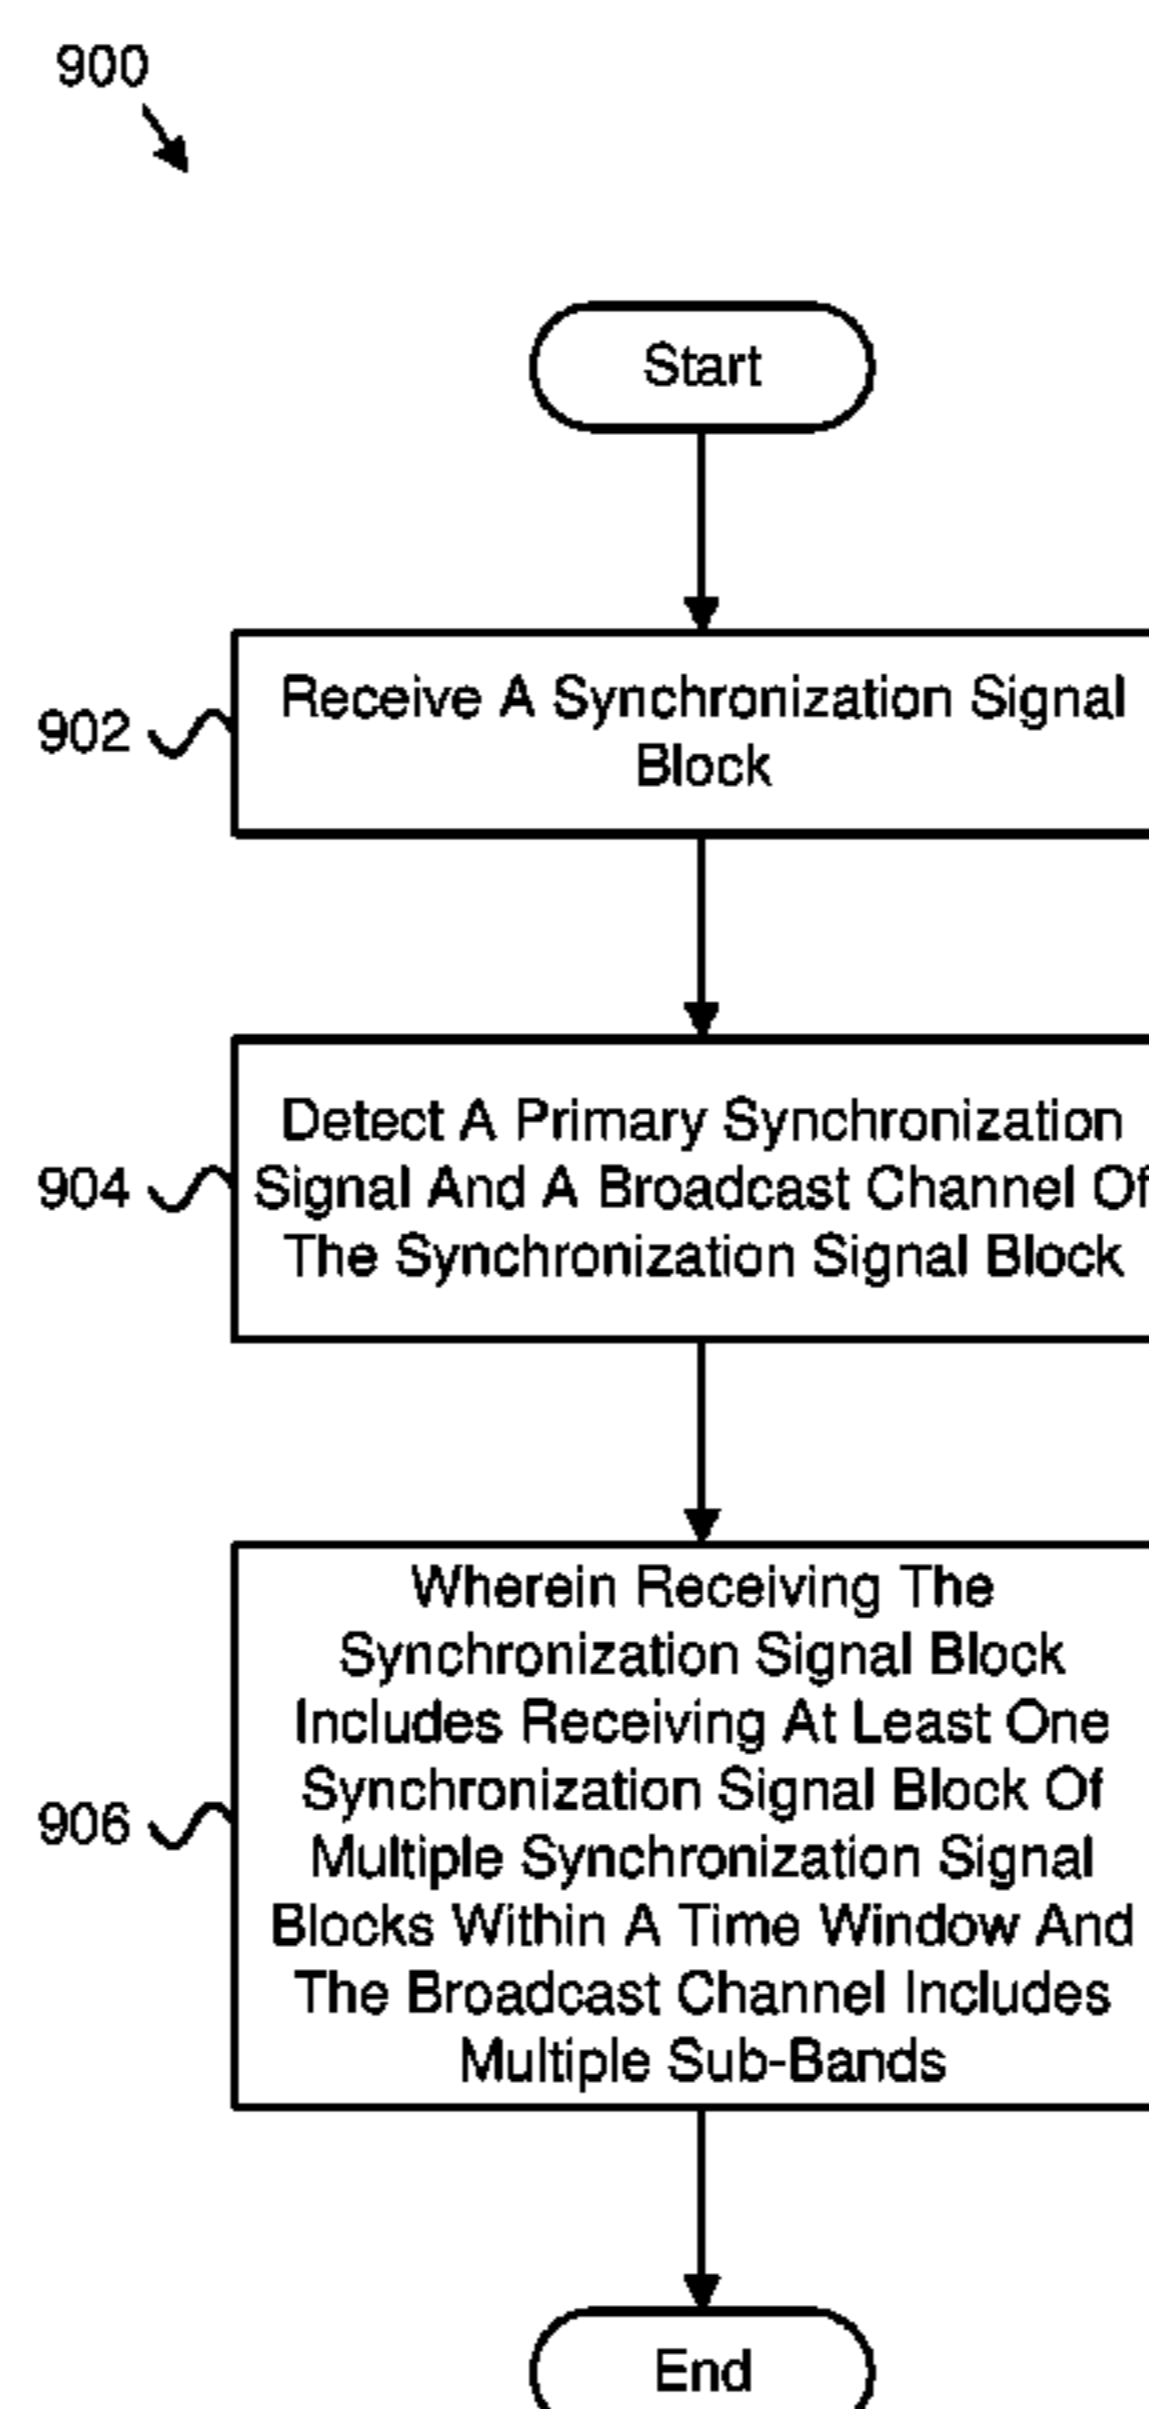 900
Start
902
Receive A Synchronization Signal
Block
904
Detect A Primary Synchronization
Signal And A Broadcast Channel Of
The Synchronization Signal Block
906
Wherein Receiving The
Synchronization Signal Block
Includes Receiving At Least One
Synchronization Signal Block Of
Multiple Synchronization Signal
Blocks Within A Time Window And
The Broadcast Channel Includes
Multiple Sub-Bands
End